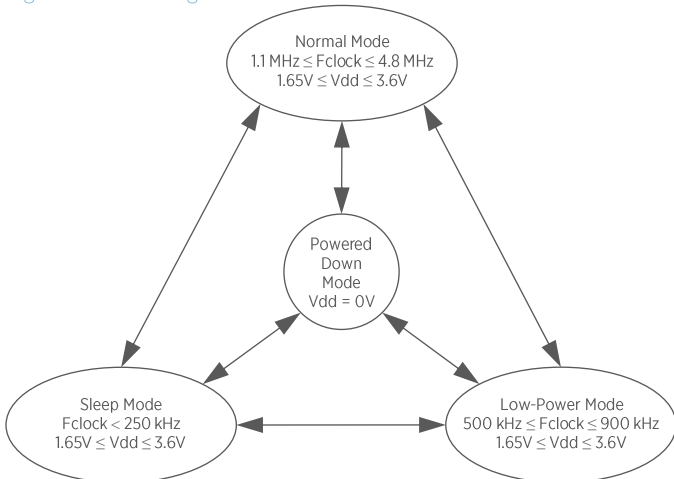 Normal Mode
1.1 MHz ≤ Fclock ≤ 4.8 MHz
1.65V ≤ Vdd ≤ 3.6V
Powered
Down
Mode
Vdd = 0V
Sleep Mode
Fclock < 250 kHz
1.65V ≤ Vdd ≤ 3.6V
Low-Power Mode
500 kHz ≤ Fclock ≤ 900 kHz
1.65V ≤ Vdd ≤ 3.6V